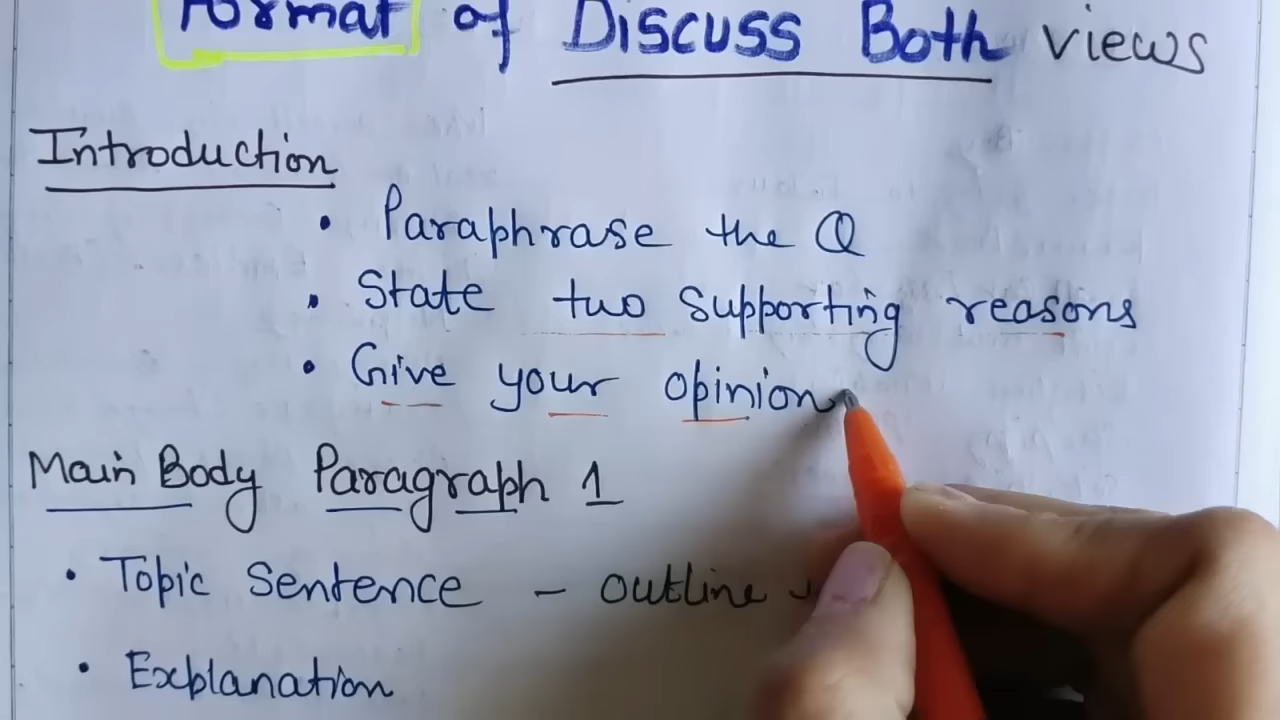 Format of Discuss Both views
Introduction
• Paraphrase the Q
• State two supporting reasons
• Give your opinion
Main Body Paragraph 1
• Topic Sentence - outline
• Explanation